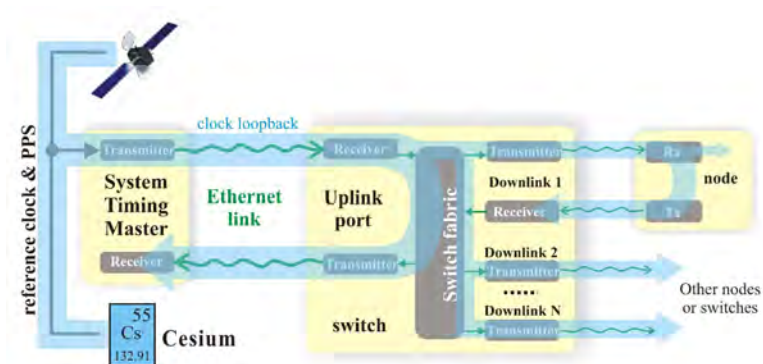 reference clock & PPS
clock loopback
Transmitter
Receiver
Transmitter
Rx
System
Timing
Master
Ethernet
link
Uplink
port
Switch fabric
Downlink 1
node
Receiver
Tx
Receiver
Transmitter
Downlink 2
Transmitter
Other nodes
or switches
switch
Downlink N
Transmitter
55
Cs
132.91
Cesium